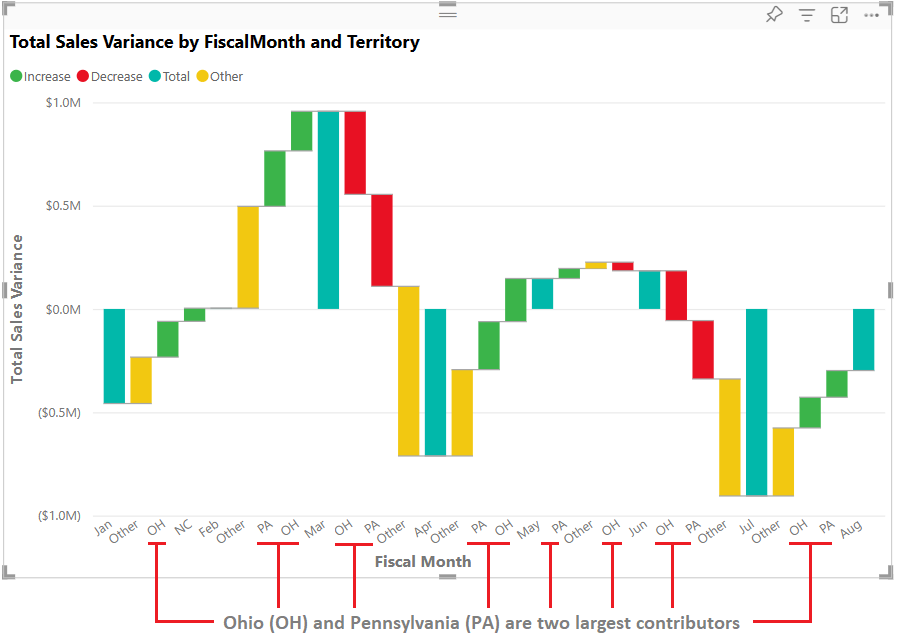 Total Sales Variance by FiscalMonth and Territory
Increase Decrease Total Other
$1.0M
$0.5M
$0.0M
($0.5M)
($1.0M)
Total Sales Variance
Jan Other OH NC Feb Other PA OH Mar OH PA Other Apr Other PA OH May PA Other OH Jun OH PA Other Jul Other OH PA Aug
Fiscal Month
Ohio (OH) and Pennsylvania (PA) are two largest contributors